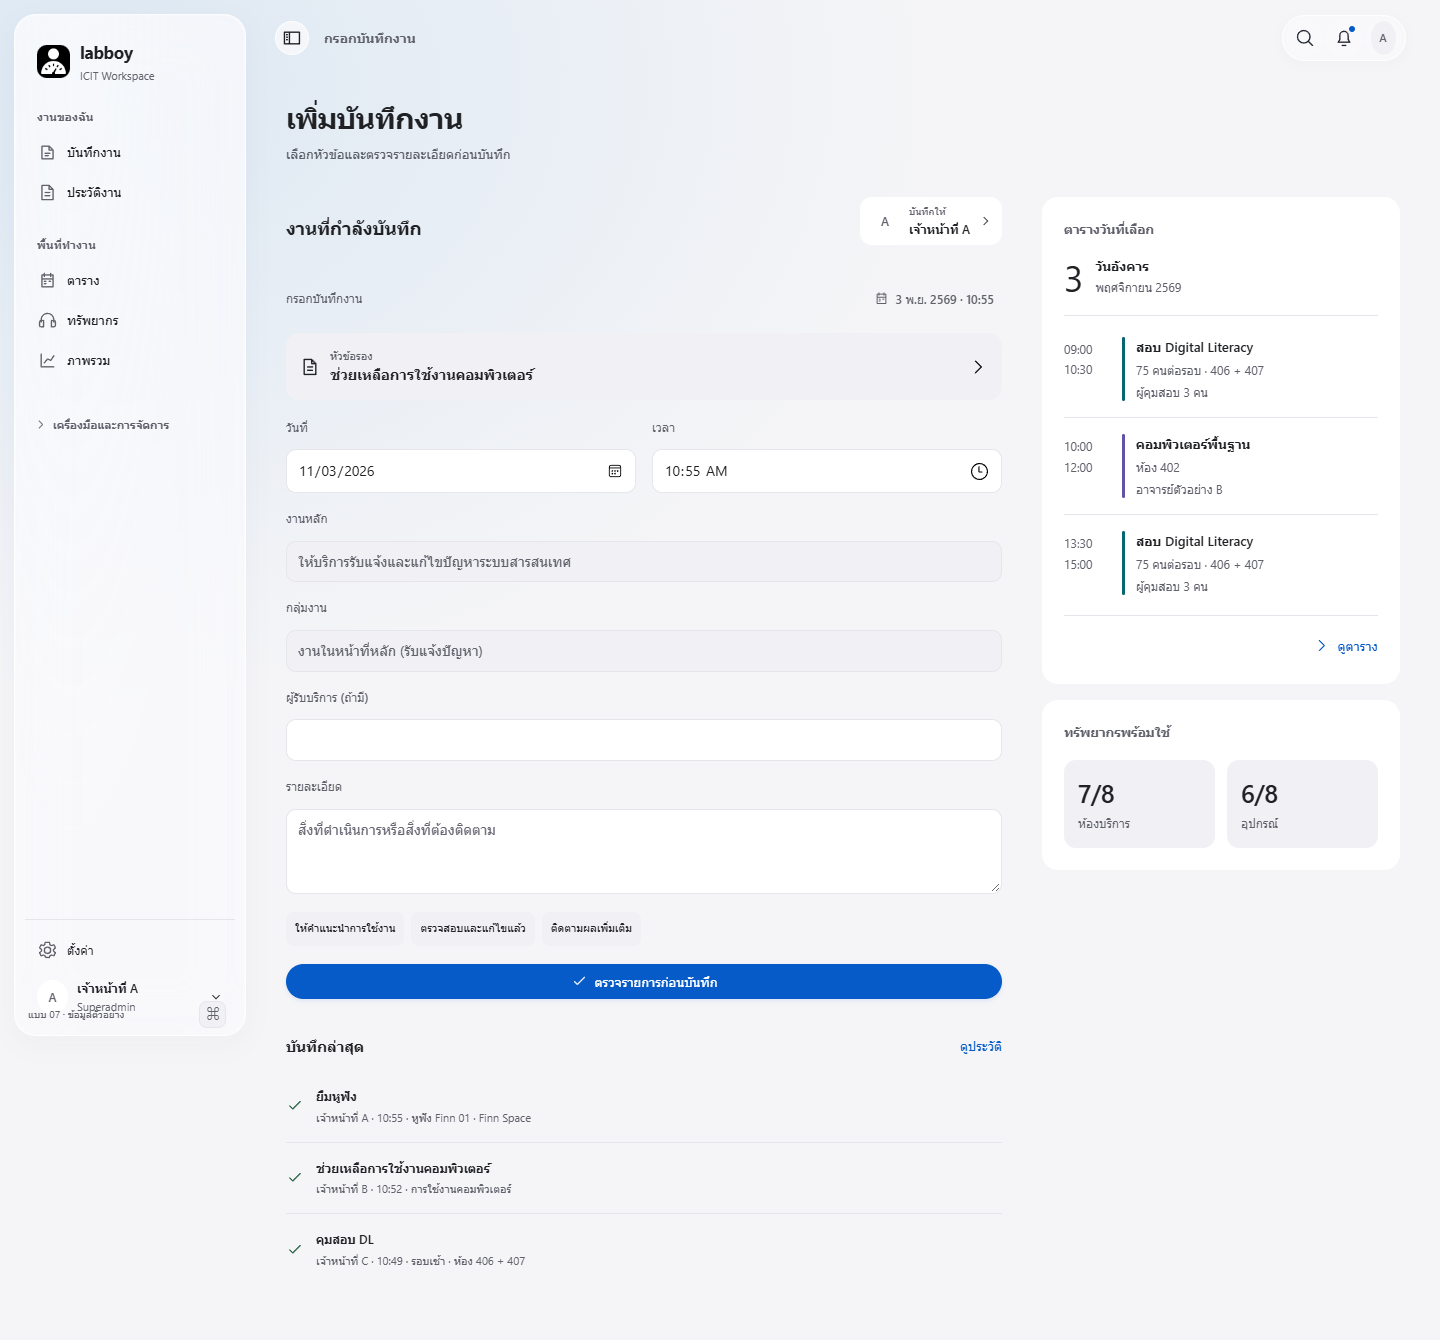 labboy
ICIT Workspace
งานของฉัน
บันทึกงาน
ประวัติงาน
พื้นที่ทำงาน
ตาราง
ทรัพยากร
ภาพรวม
เครื่องมือและการจัดการ
ตั้งค่า
A
เจ้าหน้าที่ A
Superadmin
แบบ 07 · ข้อมูลตัวอย่าง
⌘
กรอกบันทึกงาน
A
เพิ่มบันทึกงาน
เลือกหัวข้อและตรวจรายละเอียดก่อนบันทึก
งานที่กำลังบันทึก
A
บันทึกให้
เจ้าหน้าที่ A
กรอกบันทึกงาน
3 พ.ย. 2569 · 10:55
หัวข้อรอง
ช่วยเหลือการใช้งานคอมพิวเตอร์
วันที่
เวลา
11/03/2026
10:55 AM
งานหลัก
ให้บริการรับแจ้งและแก้ไขปัญหาระบบสารสนเทศ
กลุ่มงาน
งานในหน้าที่หลัก (รับแจ้งปัญหา)
ผู้รับบริการ (ถ้ามี)
รายละเอียด
สิ่งที่ดำเนินการหรือสิ่งที่ต้องติดตาม
ให้คำแนะนำการใช้งาน
ตรวจสอบและแก้ไขแล้ว
ติดตามผลเพิ่มเติม
ตรวจรายการก่อนบันทึก
บันทึกล่าสุด
ดูประวัติ
ยืมหูฟัง
เจ้าหน้าที่ A · 10:55 · หูฟัง Finn 01 · Finn Space
ช่วยเหลือการใช้งานคอมพิวเตอร์
เจ้าหน้าที่ B · 10:52 · การใช้งานคอมพิวเตอร์
คุมสอบ DL
เจ้าหน้าที่ C · 10:49 · รอบเช้า · ห้อง 406 + 407
ตารางวันที่เลือก
3
วันอังคาร
พฤศจิกายน 2569
09:00
10:30
สอบ Digital Literacy
75 คนต่อรอบ · 406 + 407
ผู้คุมสอบ 3 คน
10:00
12:00
คอมพิวเตอร์พื้นฐาน
ห้อง 402
อาจารย์ตัวอย่าง B
13:30
15:00
สอบ Digital Literacy
75 คนต่อรอบ · 406 + 407
ผู้คุมสอบ 3 คน
ดูตาราง
ทรัพยากรพร้อมใช้
7/8
ห้องบริการ
6/8
อุปกรณ์